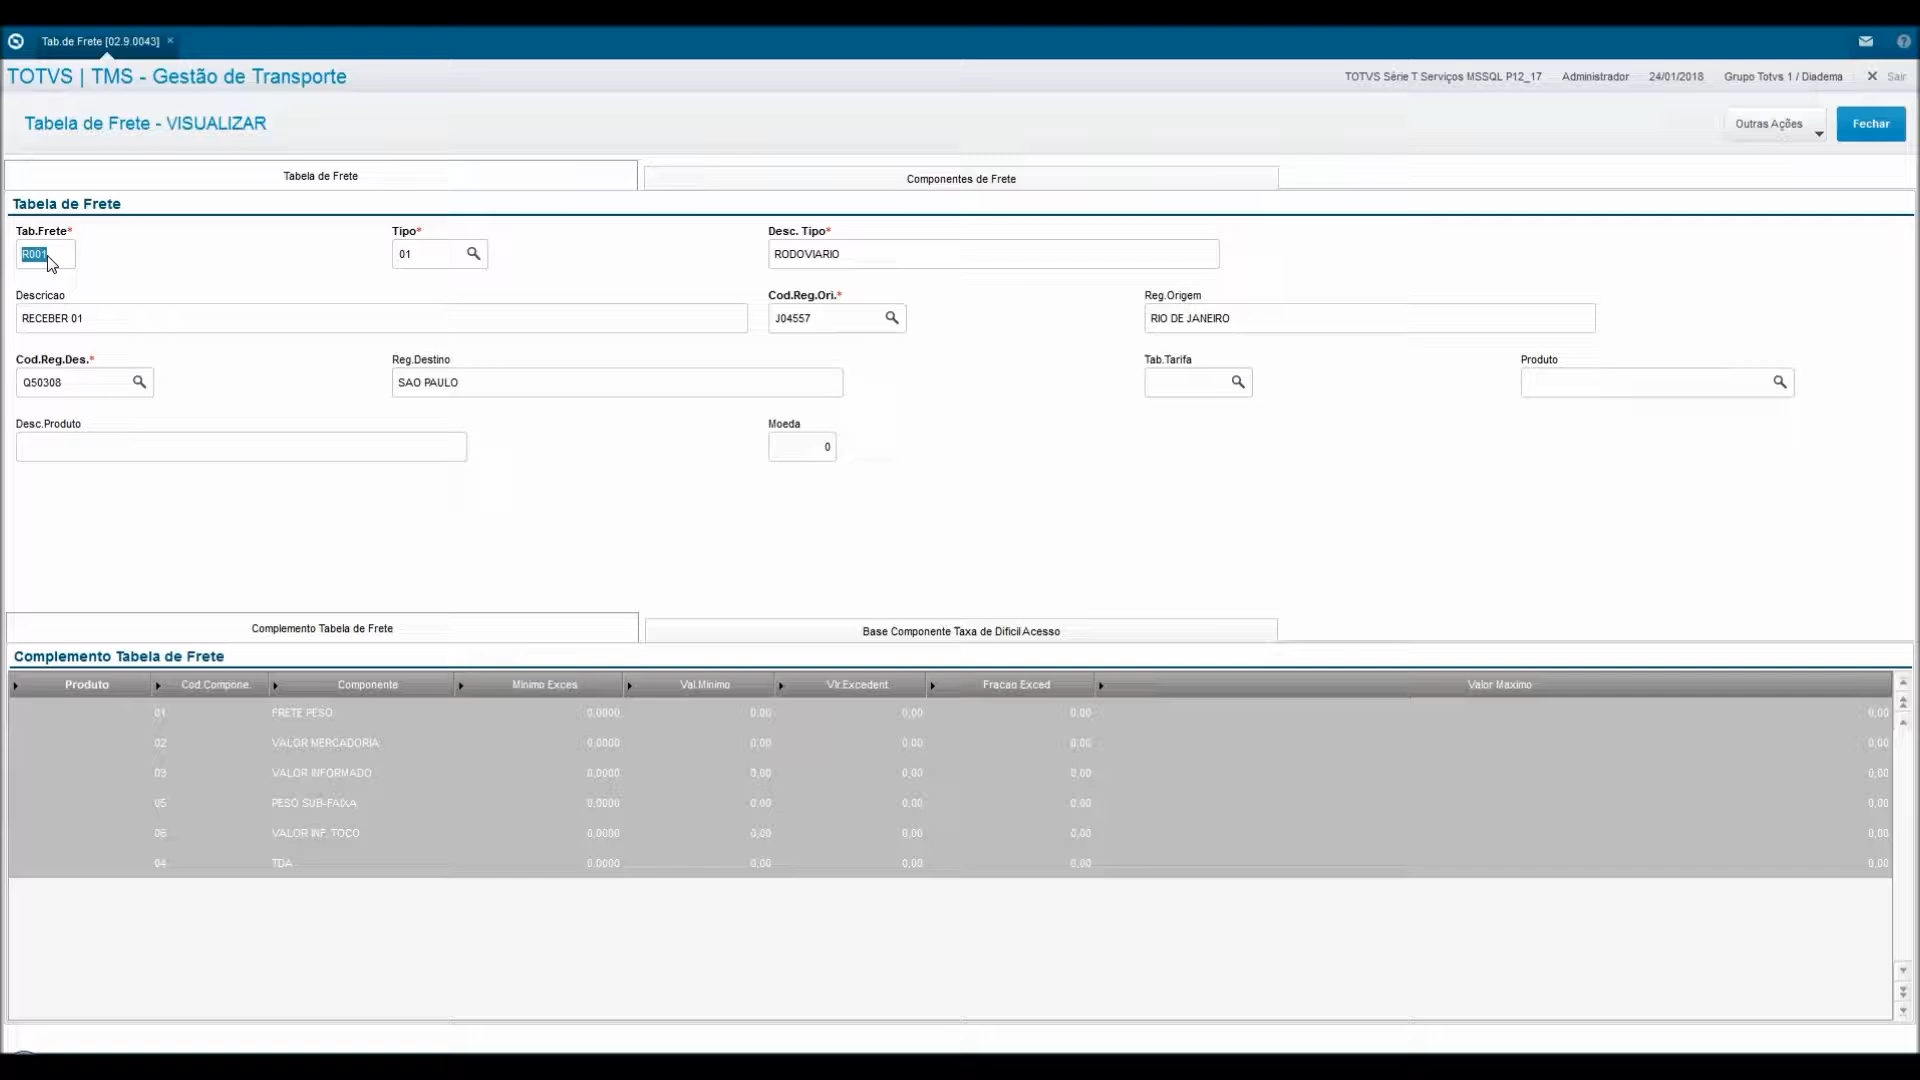 Tab.de Frete [02.9.0043] ×
TOTVS | TMS - Gestão de Transporte
TOTVS Série T Serviços MSSQL P12_17 Administrador 24/01/2018 Grupo Totvs 1 / Diadema X Sair
Tabela de Frete - VISUALIZAR
Outras Ações
Fechar
Tabela de Frete
Componentes de Frete
Tabela de Frete
Tab.Frete* Tipo* Desc. Tipo*
R001 01 RODOVIARIO
Descricao Cod.Reg.Ori.* Reg.Origem
RECEBER 01 J04557 RIO DE JANEIRO
Cod.Reg.Des.* Reg.Destino Tab.Tarifa Produto
Q50308 SAO PAULO
Desc.Produto Moeda
0
Complemento Tabela de Frete
Base Componente Taxa de Dificil Acesso
Complemento Tabela de Frete
Produto Cod.Compone. Componente Minimo Exces Val.Minimo Vlr.Excedent Fracao Exced Valor Maximo
01 FRETE PESO 0,0000 0,00 0,00 0,00 0,00
02 VALOR MERCADORIA 0,0000 0,00 0,00 0,00 0,00
03 VALOR INFORMADO 0,0000 0,00 0,00 0,00 0,00
05 PESO SUB-FAIXA 0,0000 0,00 0,00 0,00 0,00
06 VALOR INF. TOCO 0,0000 0,00 0,00 0,00 0,00
04 TDA 0,0000 0,00 0,00 0,00 0,00